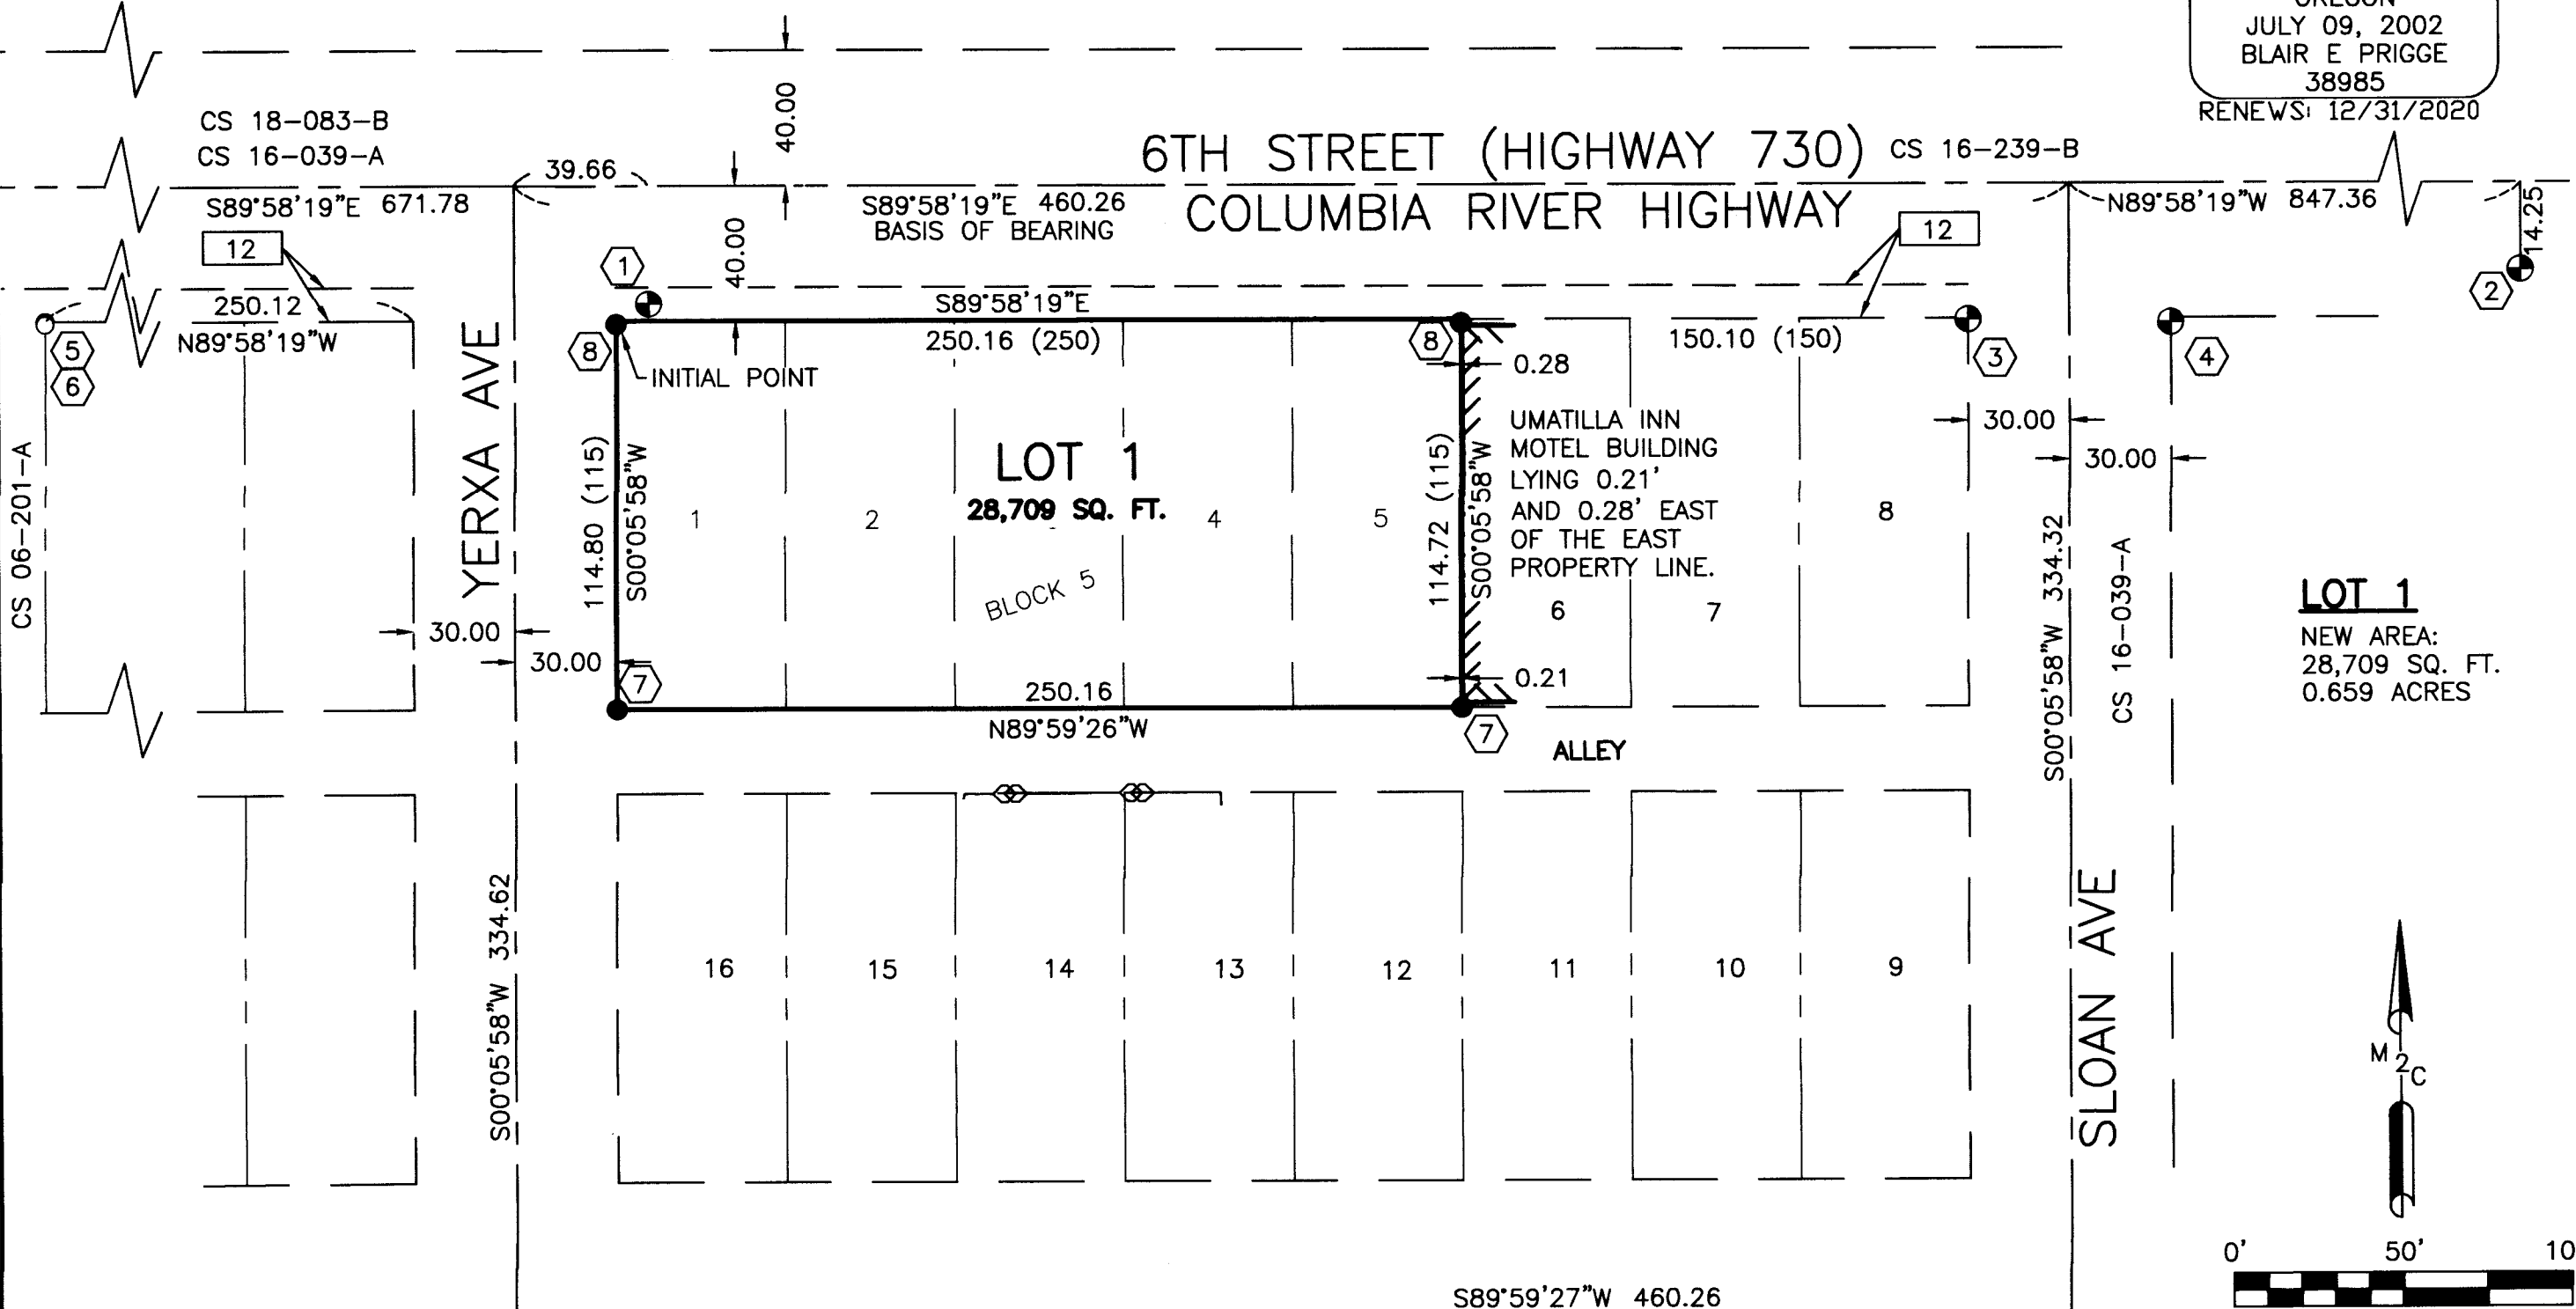 JULY 09, 2002
BLAIR E PRIGGE
38985
RENEWS: 12/31/2020
CS 18-083-B
CS 16-039-A
39.66
40.00
6TH STREET (HIGHWAY 730)
CS 16-239-B
S89°58'19"E 671.78
S89°58'19"E 460.26
BASIS OF BEARING
COLUMBIA RIVER HIGHWAY
N89°58'19"W 847.36
14.25
12
12
40.00
1
2
250.12
N89°58'19"W
S89°58'19"E
250.16 (250)
150.10 (150)
5
6
8
8
3
4
INITIAL POINT
0.28
CS 06-201-A
YERXA AVE
114.80 (115)
S00°05'58"W
LOT 1
28,709 SQ. FT.
1
2
4
5
BLOCK 5
114.72 (115)
S00°05'58"W
UMATILLA INN
MOTEL BUILDING
LYING 0.21'
AND 0.28' EAST
OF THE EAST
PROPERTY LINE.
6
7
8
30.00
30.00
S00°05'58"W 334.32
CS 16-039-A
LOT 1
NEW AREA:
28,709 SQ. FT.
0.659 ACRES
30.00
30.00
7
250.16
N89°59'26"W
0.21
7
ALLEY
S00°05'58"W 334.62
16
15
14
13
12
11
10
9
SLOAN AVE
M2C
0'
50'
10
S89°59'27"W 460.26